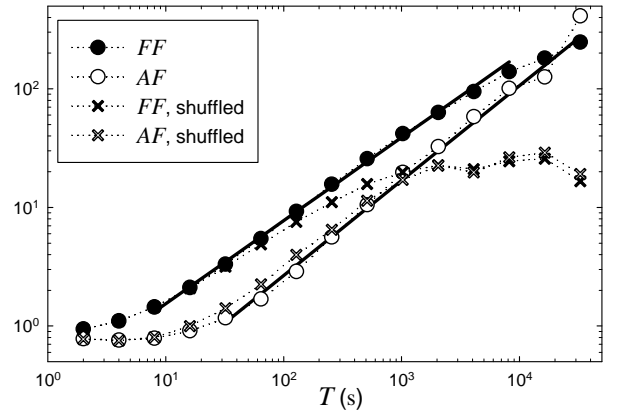 FF
AF
FF, shuffled
AF, shuffled
10²
10¹
10⁰
10⁰ 10¹ 10² 10³ 10⁴
T (s)